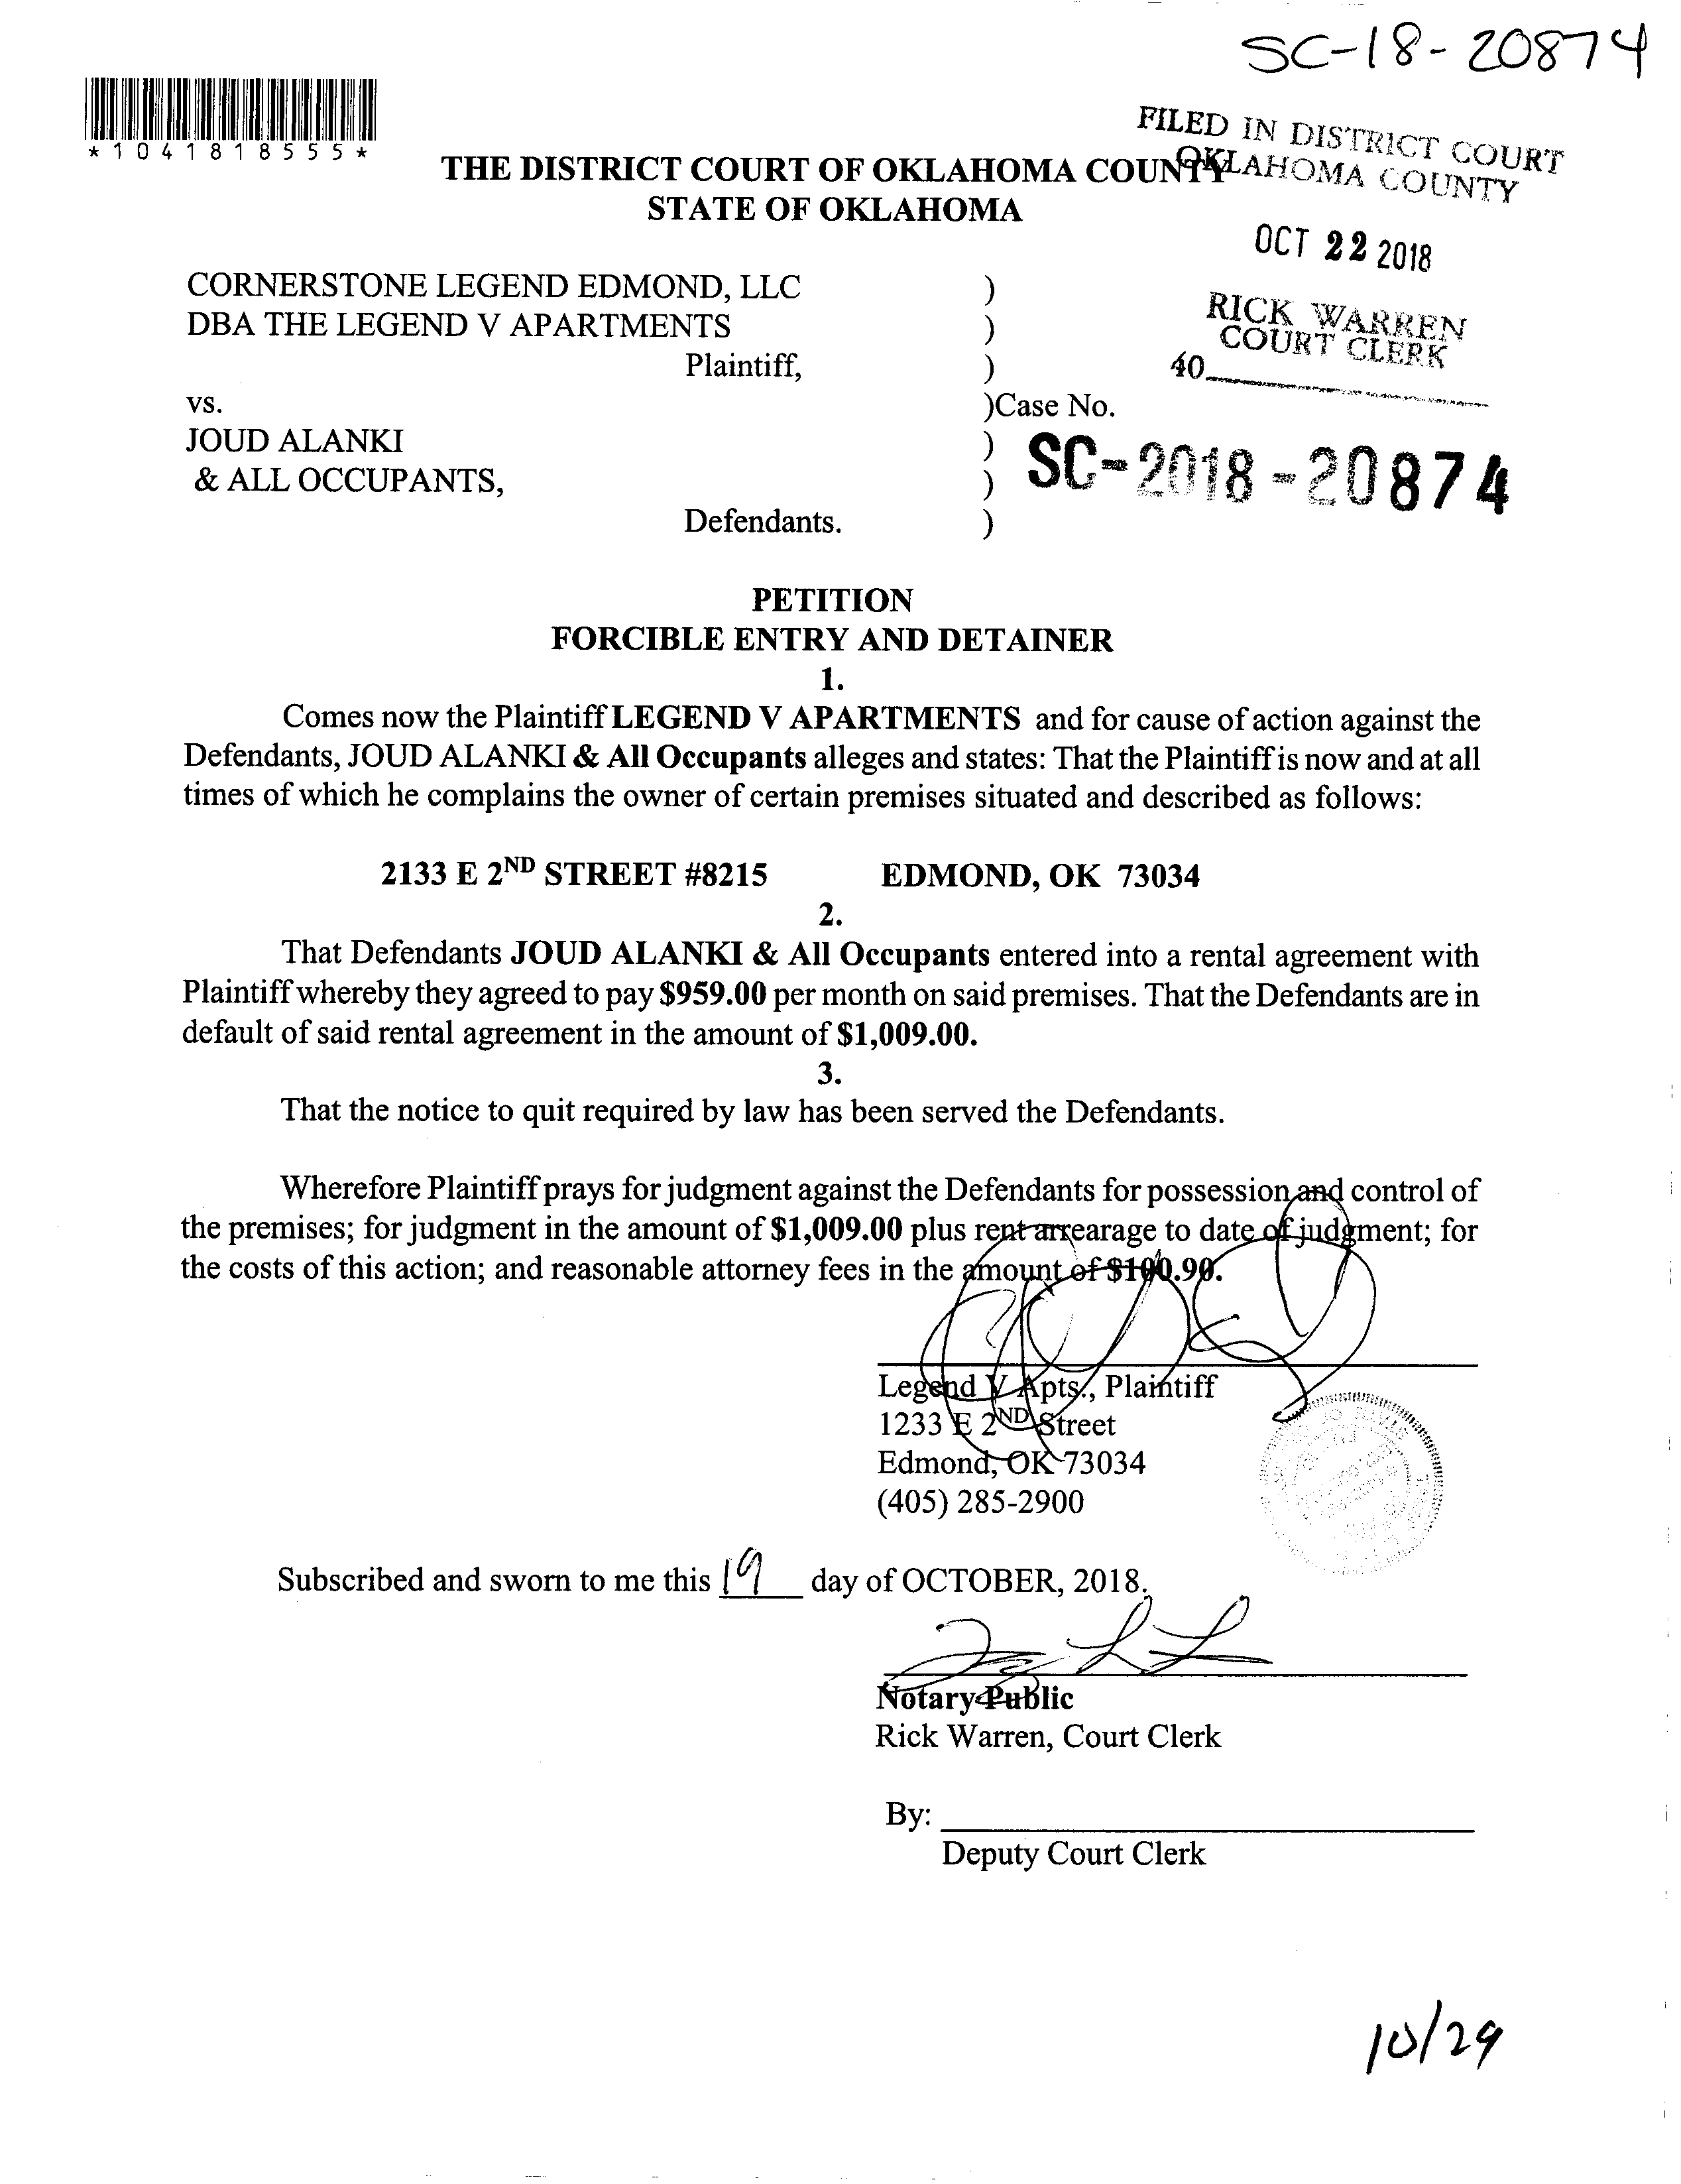 SC-18-20874
*1041818555*
FILED IN DISTRICT COURT
OKLAHOMA COUNTY
THE DISTRICT COURT OF OKLAHOMA COUNTY
STATE OF OKLAHOMA
OCT 22 2018
RICK WARREN
COURT CLERK
40
CORNERSTONE LEGEND EDMOND, LLC )
DBA THE LEGEND V APARTMENTS )
Plaintiff, )
vs. )Case No.
JOUD ALANKI )
& ALL OCCUPANTS, ) SC-2018-20874
Defendants. )
PETITION
FORCIBLE ENTRY AND DETAINER
1.
Comes now the Plaintiff LEGEND V APARTMENTS and for cause of action against the
Defendants, JOUD ALANKI & All Occupants alleges and states: That the Plaintiff is now and at all
times of which he complains the owner of certain premises situated and described as follows:
2133 E 2ND STREET #8215 EDMOND, OK 73034
2.
That Defendants JOUD ALANKI & All Occupants entered into a rental agreement with
Plaintiff whereby they agreed to pay $959.00 per month on said premises. That the Defendants are in
default of said rental agreement in the amount of $1,009.00.
3.
That the notice to quit required by law has been served the Defendants.
Wherefore Plaintiff prays for judgment against the Defendants for possession and control of
the premises; for judgment in the amount of $1,009.00 plus rent arrearage to date of judgment; for
the costs of this action; and reasonable attorney fees in the amount of $100.90.
Legend V Apts., Plaintiff
1233 E 2ND Street
Edmond, OK 73034
(405) 285-2900
Subscribed and sworn to me this 19 day of OCTOBER, 2018.
Notary Public
Rick Warren, Court Clerk
By:
Deputy Court Clerk
10/29